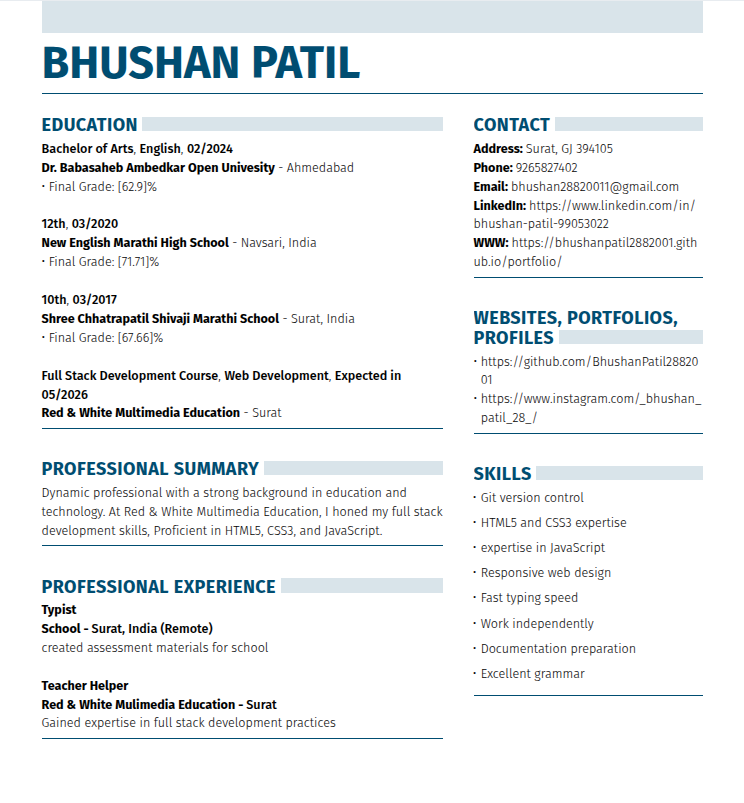 BHUSHAN PATIL
EDUCATION
Bachelor of Arts, English, 02/2024
Dr. Babasaheb Ambedkar Open Univesity - Ahmedabad
· Final Grade: [62.9]%
12th, 03/2020
New English Marathi High School - Navsari, India
· Final Grade: [71.71]%
10th, 03/2017
Shree Chhatrapatil Shivaji Marathi School - Surat, India
· Final Grade: [67.66]%
Full Stack Development Course, Web Development, Expected in
05/2026
Red & White Multimedia Education - Surat
PROFESSIONAL SUMMARY
Dynamic professional with a strong background in education and
technology. At Red & White Multimedia Education, I honed my full stack
development skills, Proficient in HTML5, CSS3, and JavaScript.
PROFESSIONAL EXPERIENCE
Typist
School - Surat, India (Remote)
created assessment materials for school
Teacher Helper
Red & White Mulimedia Education - Surat
Gained expertise in full stack development practices
CONTACT
Address: Surat, GJ 394105
Phone: 9265827402
Email: bhushan28820011@gmail.com
LinkedIn: https://www.linkedin.com/in/
bhushan-patil-99053022
WWW: https://bhushanpatil2882001.gith
ub.io/portfolio/
WEBSITES, PORTFOLIOS,
PROFILES
· https://github.com/BhushanPatil28820
01
· https://www.instagram.com/_bhushan_
patil_28_/
SKILLS
· Git version control
· HTML5 and CSS3 expertise
· expertise in JavaScript
· Responsive web design
· Fast typing speed
· Work independently
· Documentation preparation
· Excellent grammar